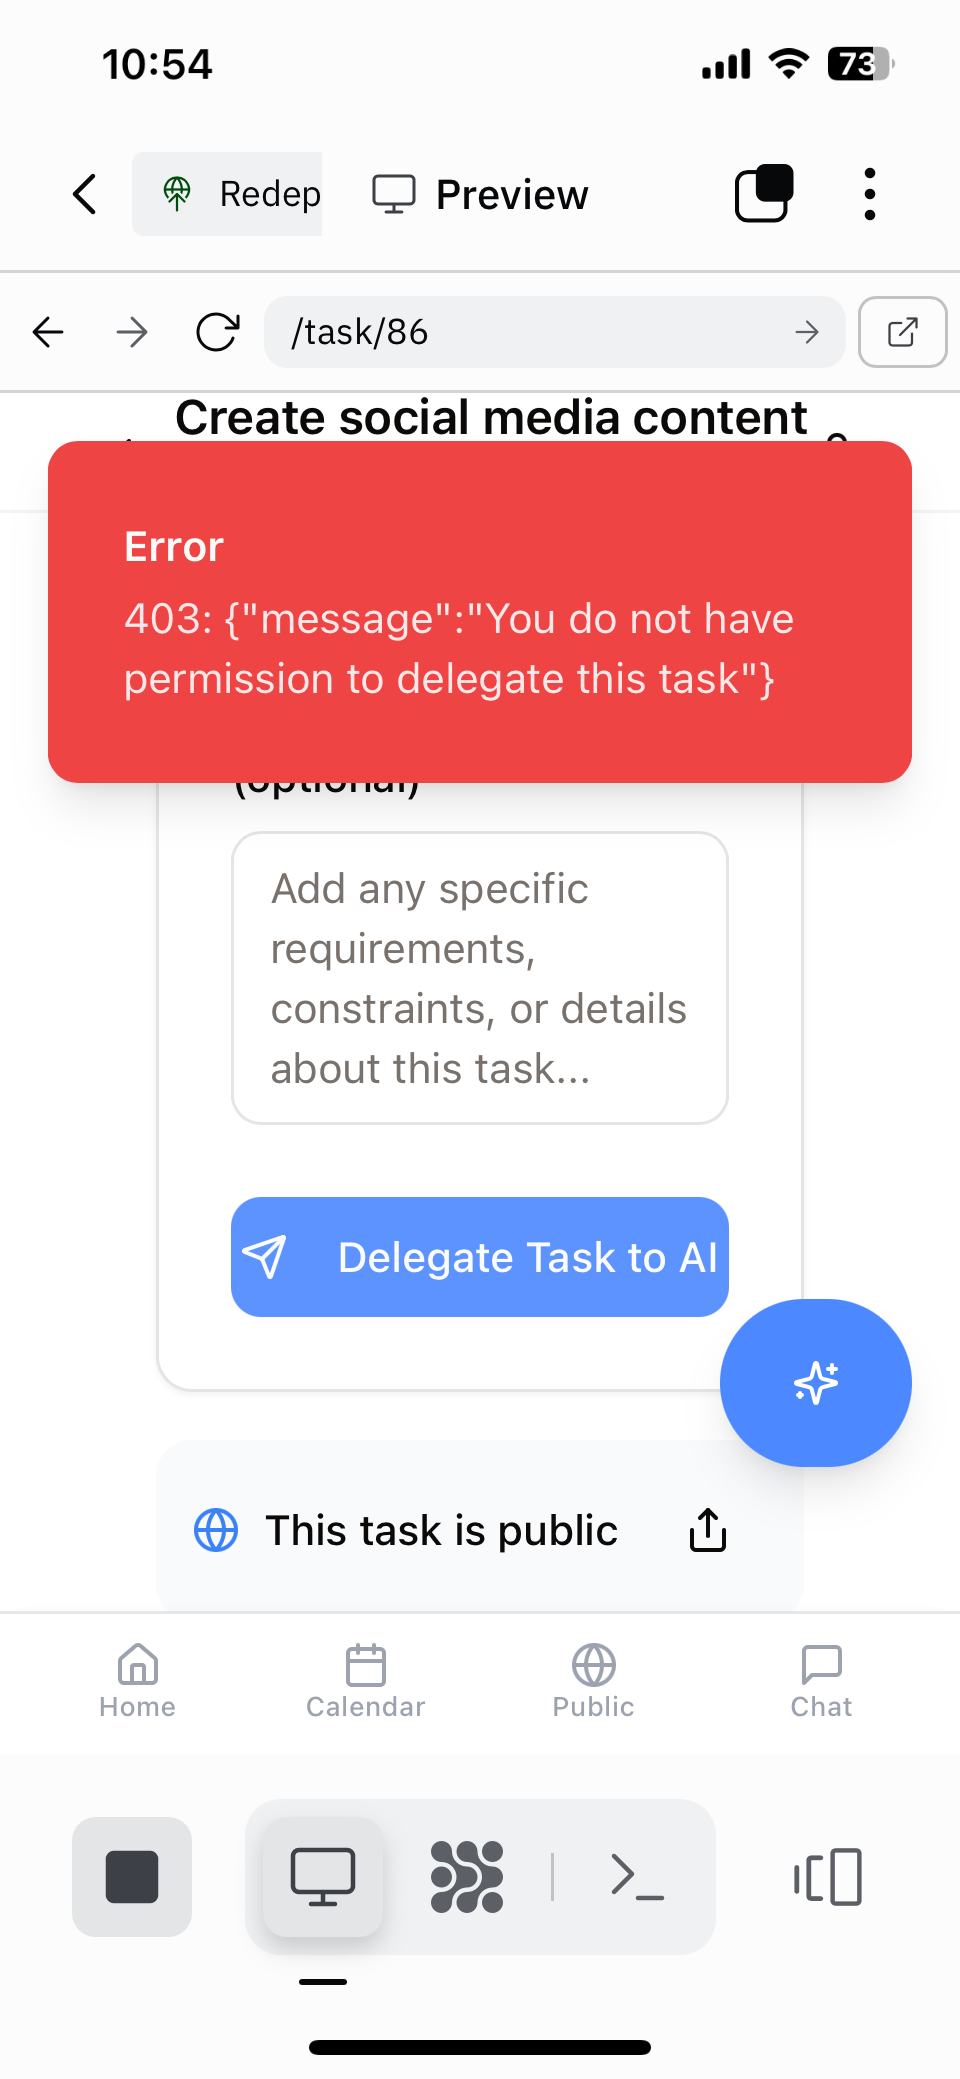 10:54
73
Redep
Preview
/task/86
Create social media content
Error
403: {"message":"You do not have
permission to delegate this task"}
(optional)
Add any specific
requirements,
constraints, or details
about this task...
Delegate Task to AI
This task is public
Home
Calendar
Public
Chat